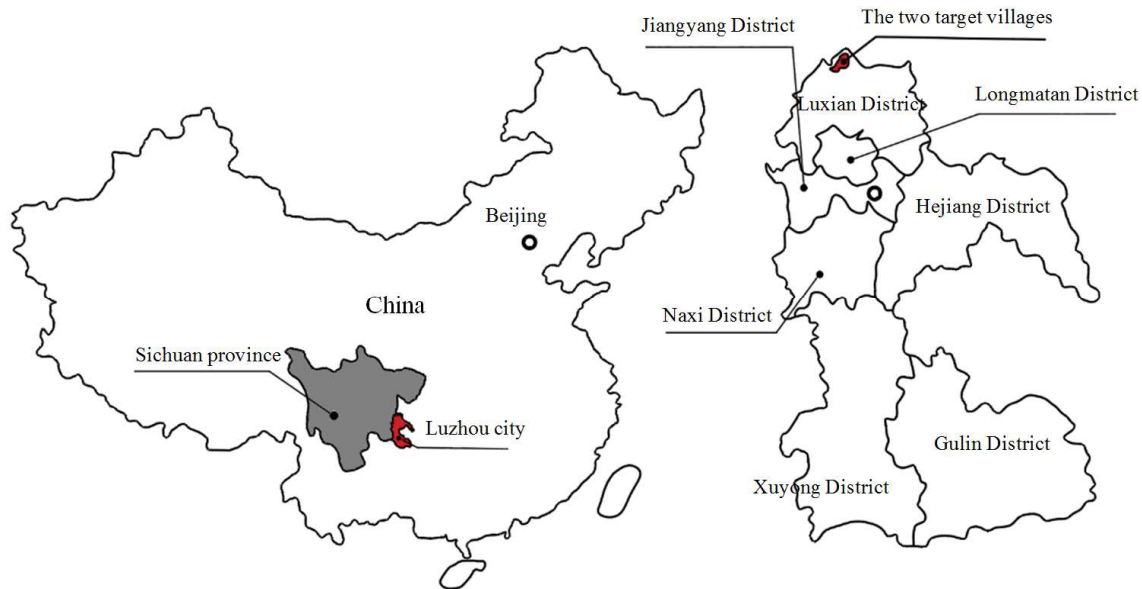 The two target villages
Jiangyang District
Longmatan District
Luxian District
Beijing
Hejiang District
China
Naxi District
Sichuan province
Luzhou city
Gulin District
Xuyong District